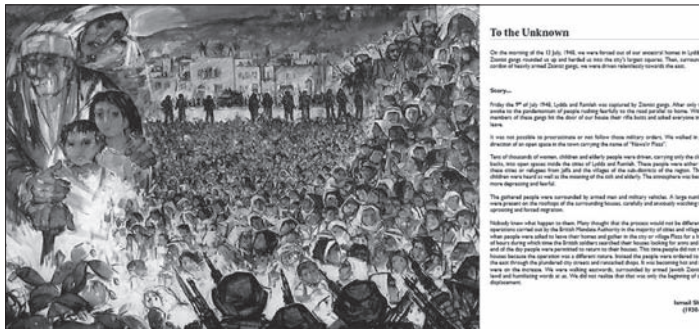 To the Unknown
On the morning of the 13 July, 1948, we were forced out of our ancestral homes in Lydda
Zionist gangs rounded us up and herded us into the city's largest squares. Then, surround
cordon of heavily armed Zionist gangs, we were driven relentlessly towards the east.
Story...
Friday the 9th of July 1948, Lydda and Ramleh was captured by Zionist gangs. After only
awoke to the pandemonium of people rushing fearfully to the road parallel to home. With
members of these gangs hit the door of our house their rifle butts and asked everyone
leave.
It was not possible to procrastinate or not follow those military orders. We walked in
direction of an open space in the town carrying the name of
Tens of thousands of women, children and elderly people were driven, carrying only the
backs, into open spaces inside the cities of Lydda and Ramleh. These people were either
these cities or refugees from Jaffa and the villages of the sub-districts of the region. Th
children were heard as well as the moaning of the sick and elderly. The atmosphere was
more depressing and fearful.
The gathered people were surrounded by armed men and military vehicles. A large num
were present on the rooftops of the surrounding houses, carefully and anxiously watching
uprooting and forced migration.
Nobody knew what happen to them. Many thought that the process would not be different
operations carried out by the British Mandate Authority in the majority of cities and village
when people were asked to leave their homes and gather in the city or village Plaza for a
of hours during which time the British soldiers searched their houses looking for arms and
end of the day people were permitted to return to their houses. This time people did not
houses because the operation was a different nature. Instead the people were ordered to
the east through the plundered city streets and ransacked shops. It was becoming hot and
were on the increase. We were walking eastwards, surrounded by armed Jewish Zionist
lewd and humiliating words at us. We did not realize that this was only the beginning of
displacement.
Ismail Sh
(1930